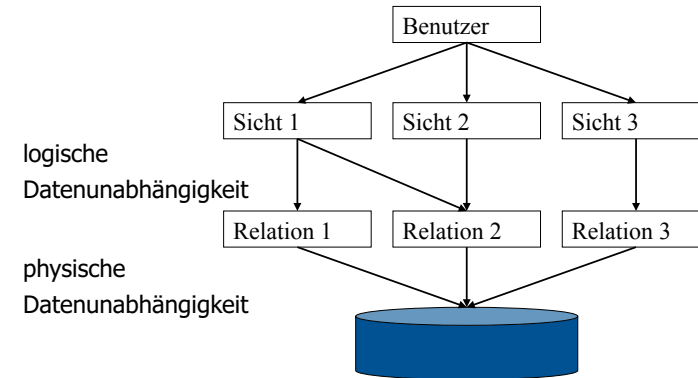 Benutzer
Sicht 1
Sicht 2
Sicht 3
logische
Datenunabhängigkeit
Relation 1
Relation 2
Relation 3
physische
Datenunabhängigkeit